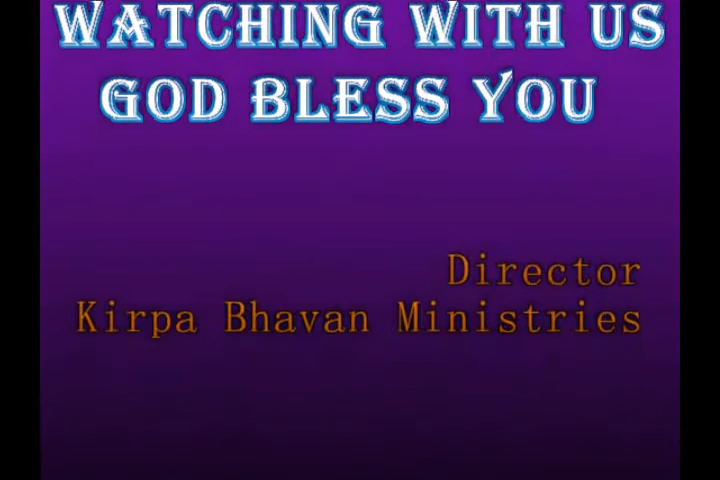 WATCHING WITH US
GOD BLESS YOU
Director
Kirpa Bhavan Ministries